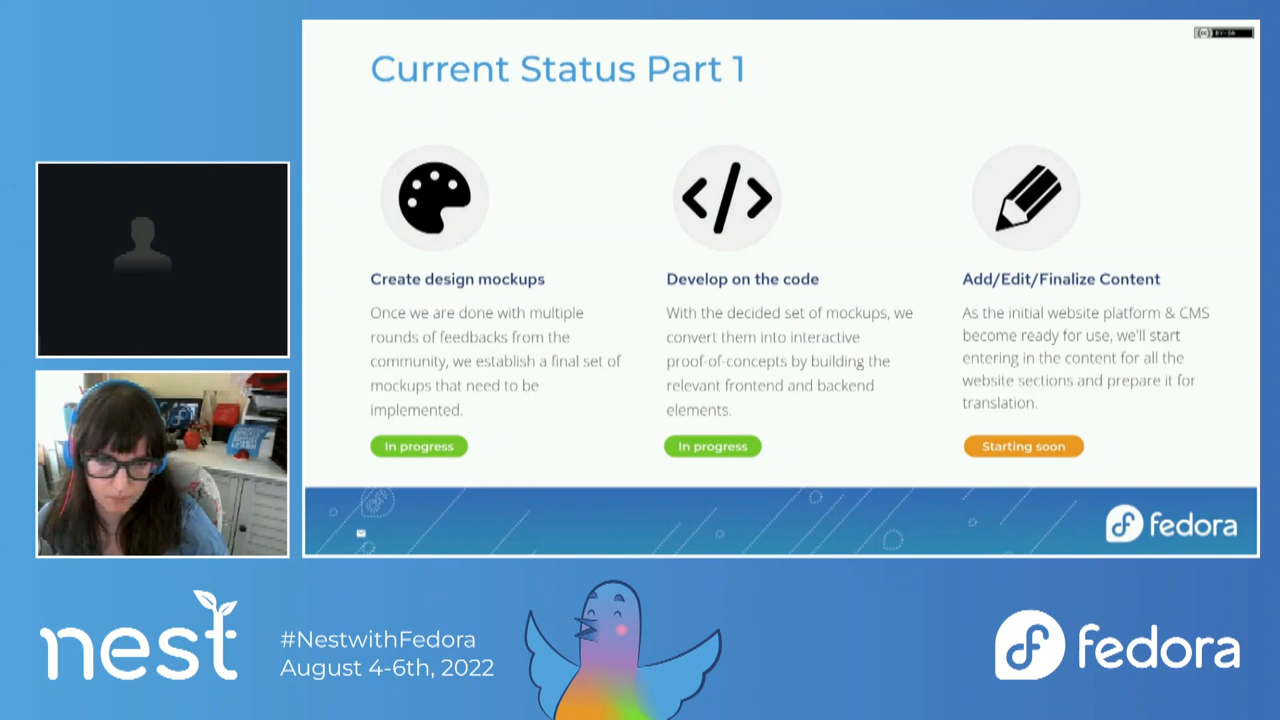 Current Status Part 1
BY-SA
Create design mockups
Once we are done with multiple
rounds of feedbacks from the
community, we establish a final set of
mockups that need to be
implemented.
In progress
Develop on the code
With the decided set of mockups, we
convert them into interactive
proof-of-concepts by building the
relevant frontend and backend
elements.
In progress
Add/Edit/Finalize Content
As the initial website platform & CMS
become ready for use, we'll start
entering in the content for all the
website sections and prepare it for
translation.
Starting soon
fedora
nest
#NestwithFedora
August 4-6th, 2022
fedora